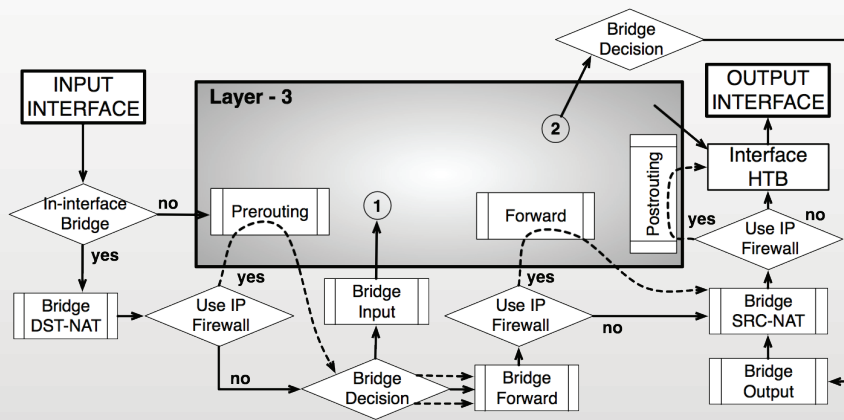 Bridge
Decision
INPUT
INTERFACE
OUTPUT
INTERFACE
Layer - 3
2
Interface
HTB
In-interface
Bridge
no
Prerouting
1
Forward
Postrouting
yes
no
Use IP
Firewall
yes
yes
yes
Bridge
DST-NAT
Use IP
Firewall
Bridge
Input
Use IP
Firewall
no
Bridge
SRC-NAT
no
Bridge
Decision
Bridge
Forward
Bridge
Output